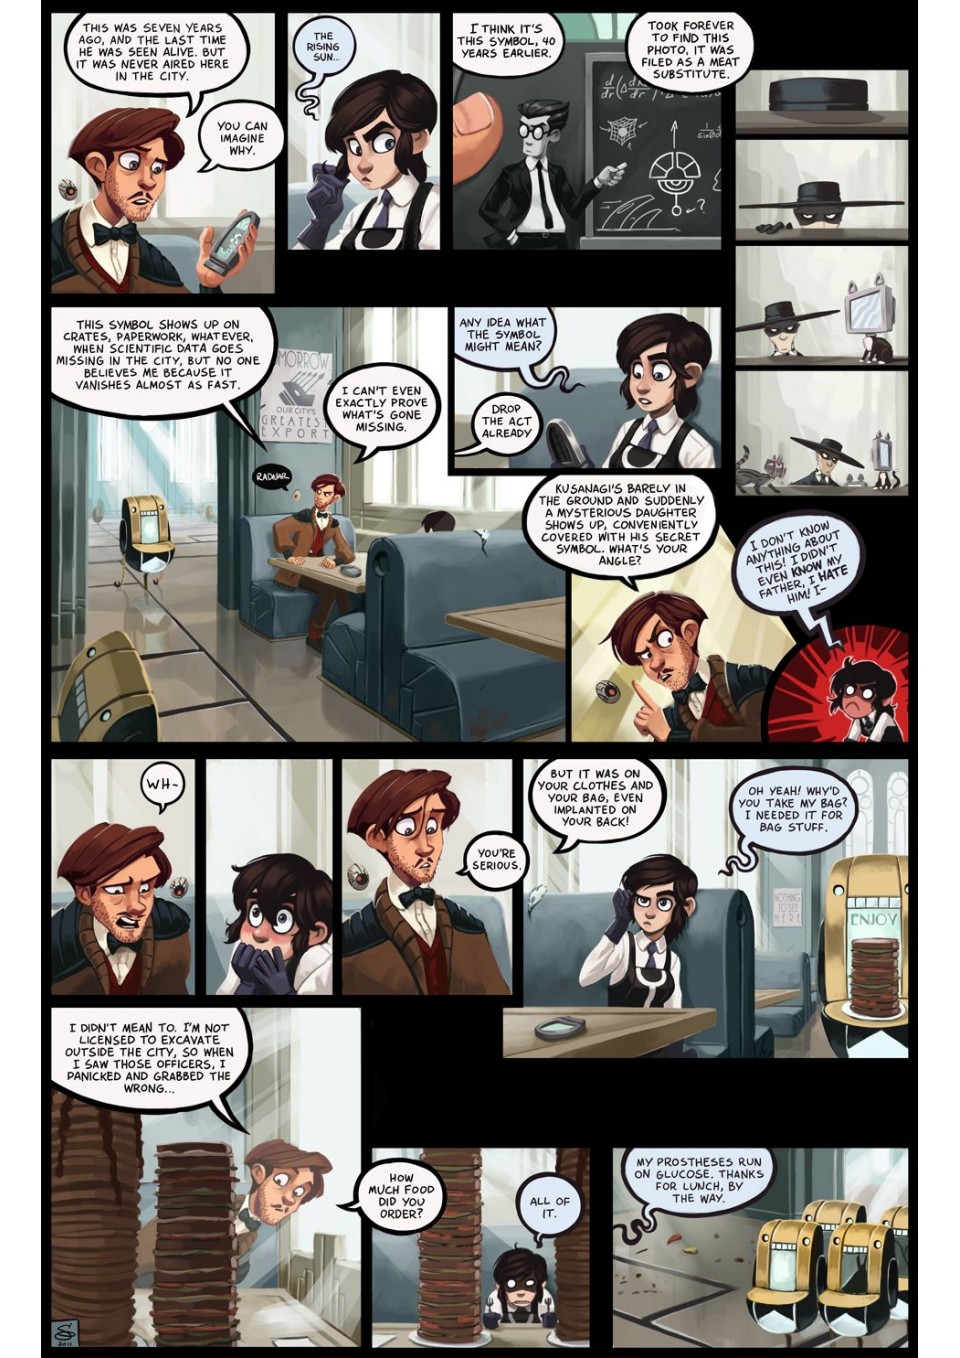 THIS WAS SEVEN YEARS
AGO, AND THE LAST TIME
HE WAS SEEN ALIVE. BUT
IT WAS NEVER AIRED HERE
IN THE CITY.
YOU CAN
IMAGINE
WHY.
THE
RISING
SUN...
I THINK IT'S
THIS SYMBOL, 40
YEARS EARLIER.
TOOK FOREVER
TO FIND THIS
PHOTO, IT WAS
FILED AS A MEAT
SUBSTITUTE.
THIS SYMBOL SHOWS UP ON
CRATES, PAPERWORK, WHATEVER,
WHEN SCIENTIFIC DATA GOES
MISSING IN THE CITY, BUT NO ONE
BELIEVES ME BECAUSE IT
VANISHES ALMOST AS FAST.
MORROW
OUR CITY'S
GREATEST
EXPORT
I CAN'T EVEN
EXACTLY PROVE
WHAT'S GONE
MISSING.
RADNAR
ANY IDEA WHAT
THE SYMBOL
MIGHT MEAN?
DROP
THE ACT
ALREADY
KUSANAGI'S BARELY IN
THE GROUND AND SUDDENLY
A MYSTERIOUS DAUGHTER
SHOWS UP, CONVENIENTLY
COVERED WITH HIS SECRET
SYMBOL. WHAT'S YOUR
ANGLE?
I DON'T KNOW
ANYTHING ABOUT
THIS! I DIDN'T
EVEN KNOW MY
FATHER, I HATE
HIM! I-
WH-
YOU'RE
SERIOUS.
BUT IT WAS ON
YOUR CLOTHES AND
YOUR BAG, EVEN
IMPLANTED ON
YOUR BACK!
OH YEAH! WHY'D
YOU TAKE MY BAG?
I NEEDED IT FOR
BAG STUFF.
NOTHING
TO SEE
HERE
ENJOY
I DIDN'T MEAN TO. I'M NOT
LICENSED TO EXCAVATE
OUTSIDE THE CITY, SO WHEN
I SAW THOSE OFFICERS, I
PANICKED AND GRABBED THE
WRONG...
HOW
MUCH FOOD
DID YOU
ORDER?
ALL OF
IT.
MY PROSTHESES RUN
ON GLUCOSE. THANKS
FOR LUNCH, BY
THE WAY.
2011